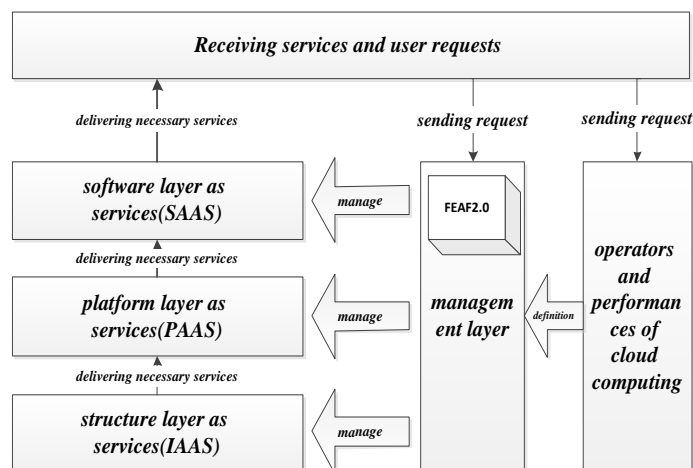 Receiving services and user requests
delivering necessary services
sending request
sending request
software layer as
services(SAAS)
manage
FEAF2.0
delivering necessary services
platform layer as
services(PAAS)
manage
managem
ent layer
definition
operators
and
performan
ces of
cloud
computing
delivering necessary services
structure layer as
services(IAAS)
manage